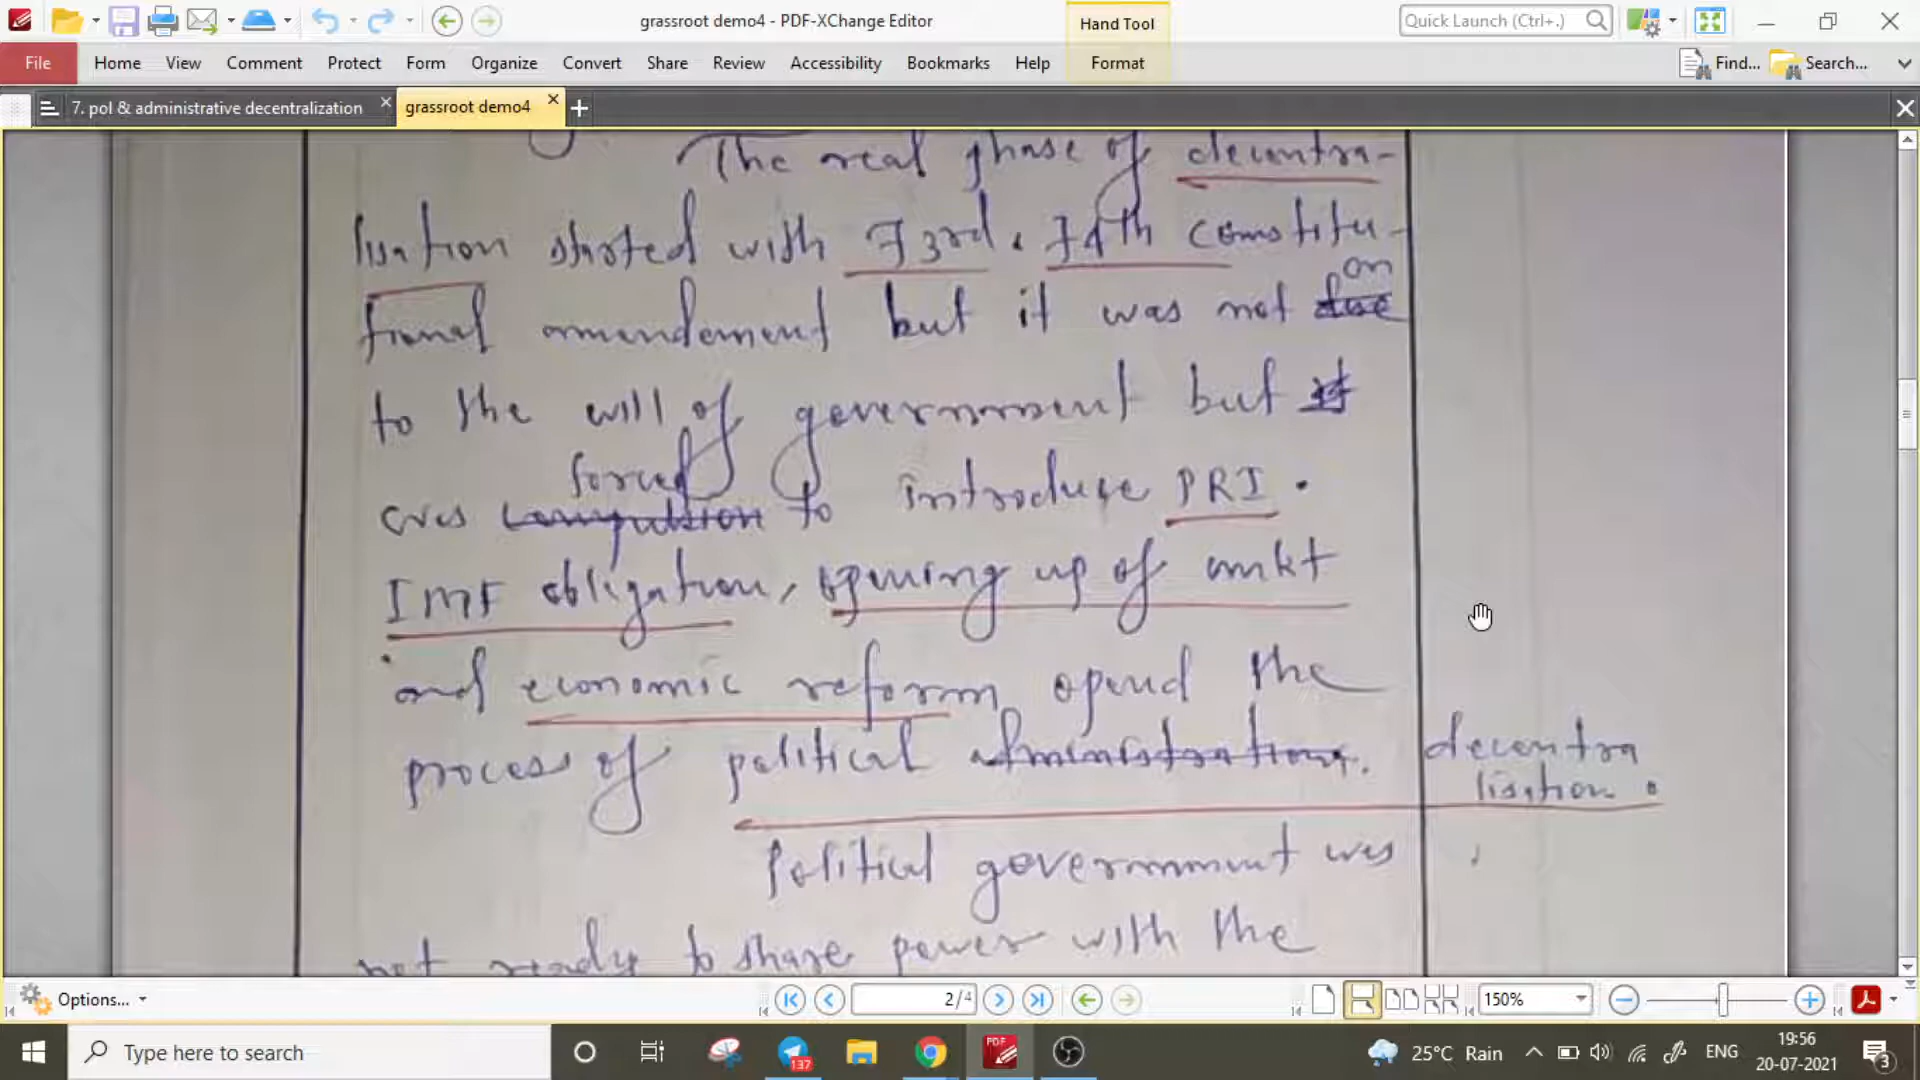 grassroot demo4 - PDF-XChange Editor
Hand Tool
Quick Launch (Ctrl+.)
File Home View Comment Protect Form Organize Convert Share Review Accessibility Bookmarks Help Format Find... Search...
7. pol & administrative decentralization grassroot demo4
The real phase of decentra-
lisation started with 73rd, 74th constitu-
tional amendment but it was not due on
to the will of government but it
forced
was compulsion to introduce PRI.
IMF obligation, opening up of mkt
and economic reform opend the
process of political administration. decentra
lisation.
Political government was
not ready to share power with the
Options... 2/4 150%
Type here to search
137
PDF
25°C Rain
ENG
19:56
20-07-2021
3